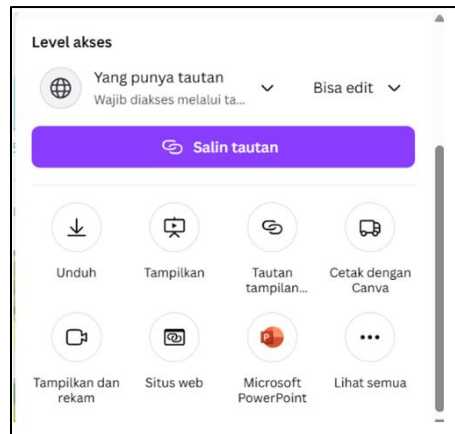 Level akses
Yang punya tautan
Wajib diakses melalui ta...
Bisa edit
Salin tautan
Unduh
Tampilkan
Tautan
tampilan...
Cetak dengan
Canva
Tampilkan dan
rekam
Situs web
Microsoft
PowerPoint
Lihat semua